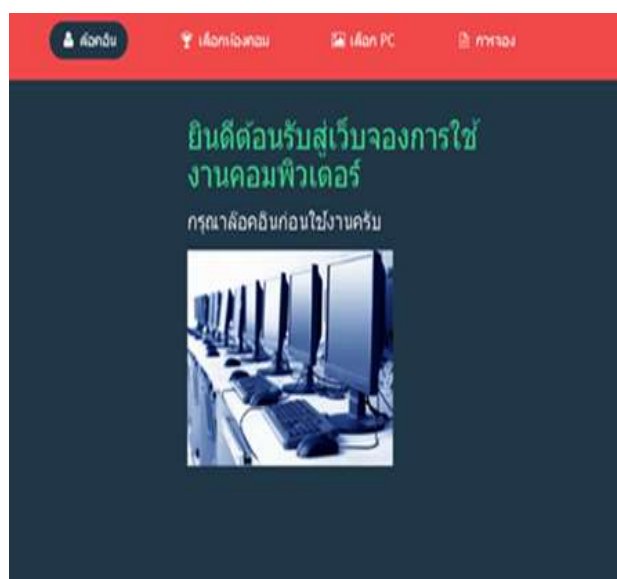 ล้อกอิน เลือกห้องคอม เลือก PC การจอง
ยินดีต้อนรับสู่เว็บจองการใช้
งานคอมพิวเตอร์
กรุณาล้อคอินก่อนใช้งานครับ